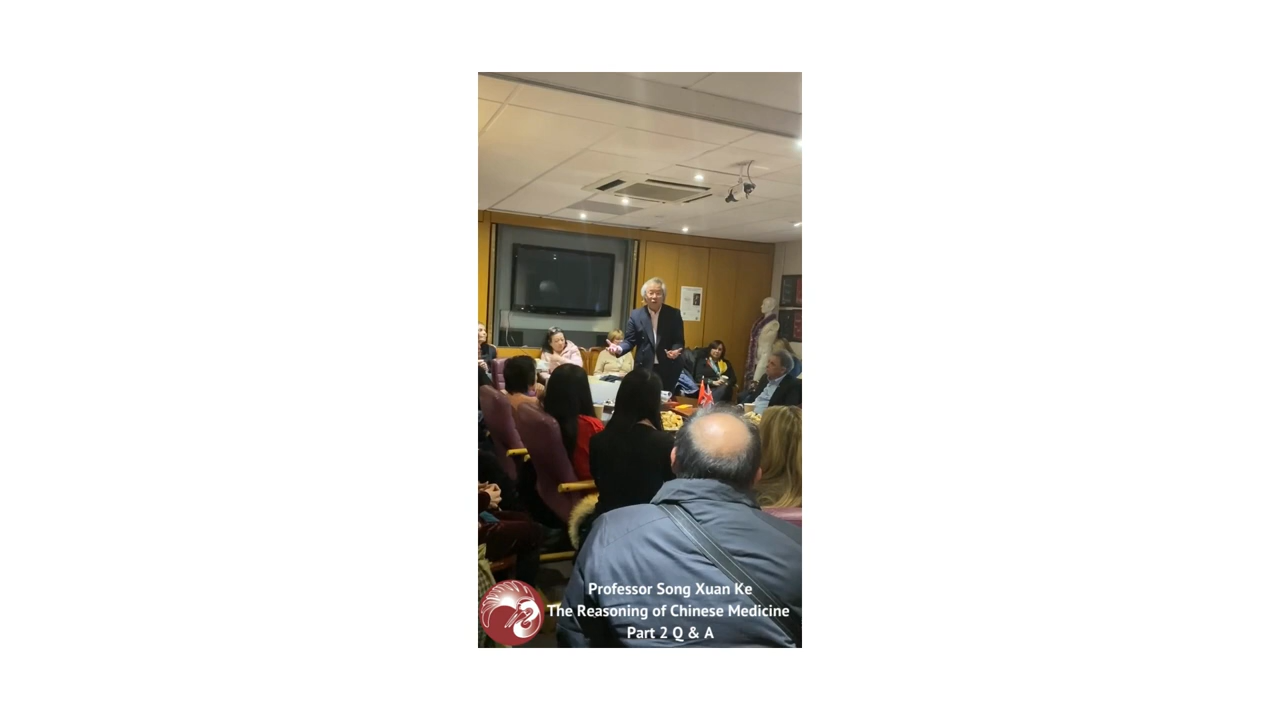 Professor Song Xuan Ke
The Reasoning of Chinese Medicine
Part 2 Q & A